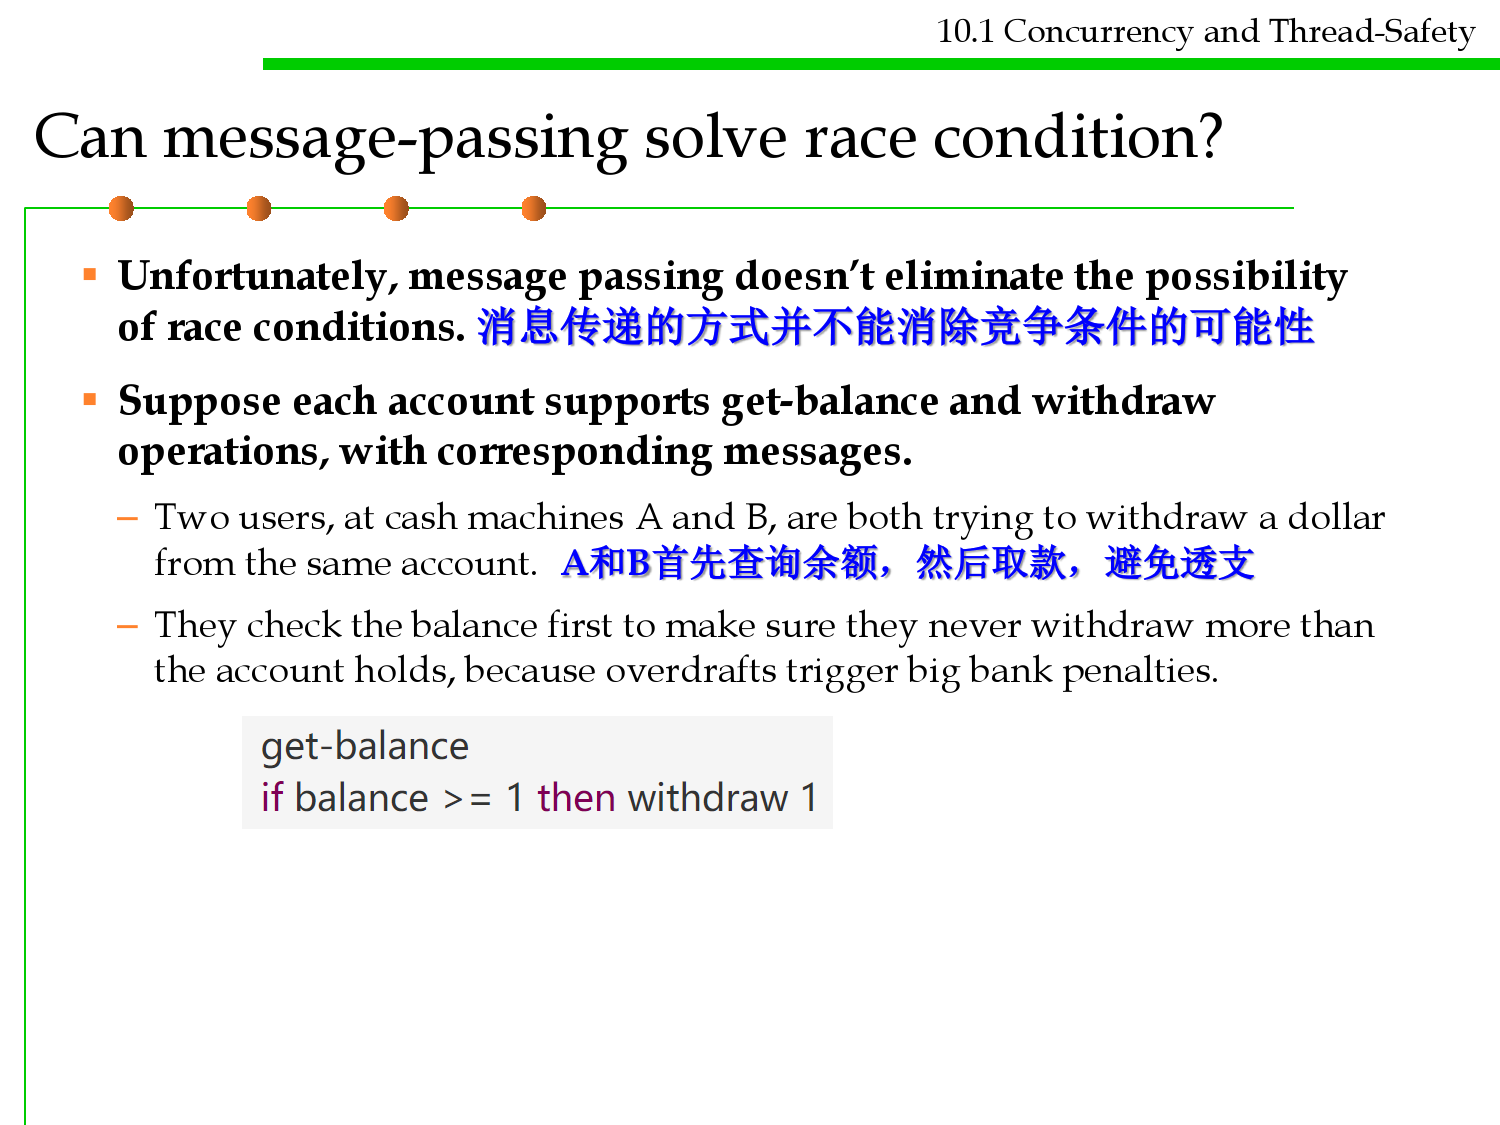 10.1 Concurrency and Thread-Safety
Can message-passing solve race condition?
Unfortunately, message passing doesn’t eliminate the possibility
of race conditions. 消息传递的方式并不能消除竞争条件的可能性
Suppose each account supports get-balance and withdraw
operations, with corresponding messages.
– Two users, at cash machines A and B, are both trying to withdraw a dollar
from the same account. A和B首先查询余额，然后取款，避免透支
– They check the balance first to make sure they never withdraw more than
the account holds, because overdrafts trigger big bank penalties.
get-balance
if balance >= 1 then withdraw 1